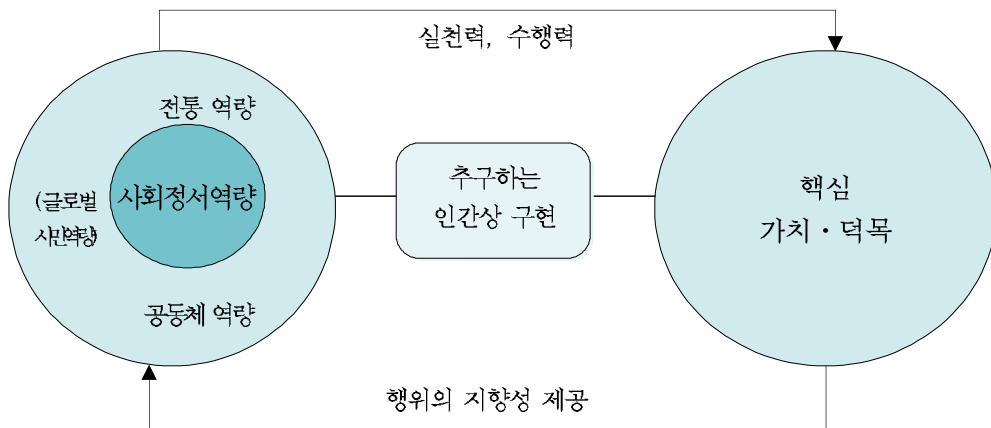 실천력, 수행력
전통 역량
사회정서역량
(글로벌
시민역량)
공동체 역량
추구하는
인간상 구현
핵심
가치・덕목
행위의 지향성 제공